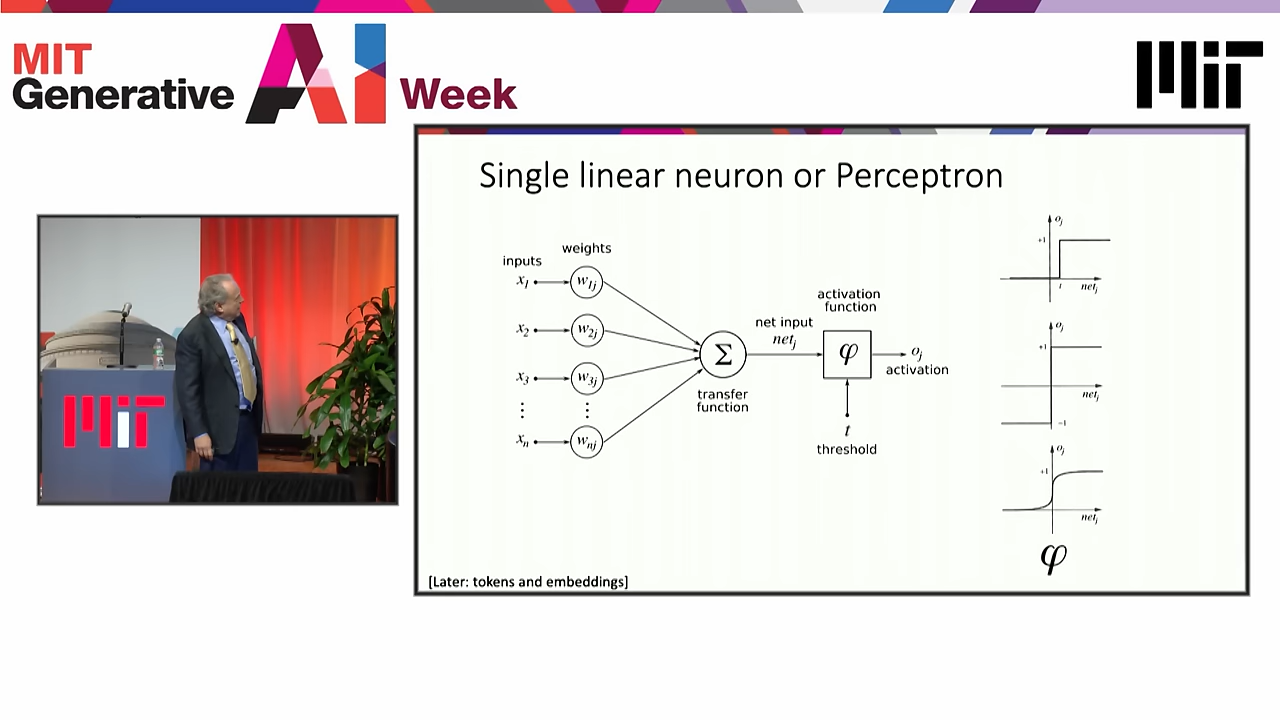 MIT
Generative
AI
Week
MIT
MIT
Single linear neuron or Perceptron
weights
inputs
x1
w1j
x2
w2j
x3
w3j
⋮
⋮
xn
wnj
Σ
transfer
function
net input
netj
activation
function
φ
oj
activation
t
threshold
oj
+1
t
netj
oj
+1
netj
-1
oj
+1
netj
φ
[Later: tokens and embeddings]